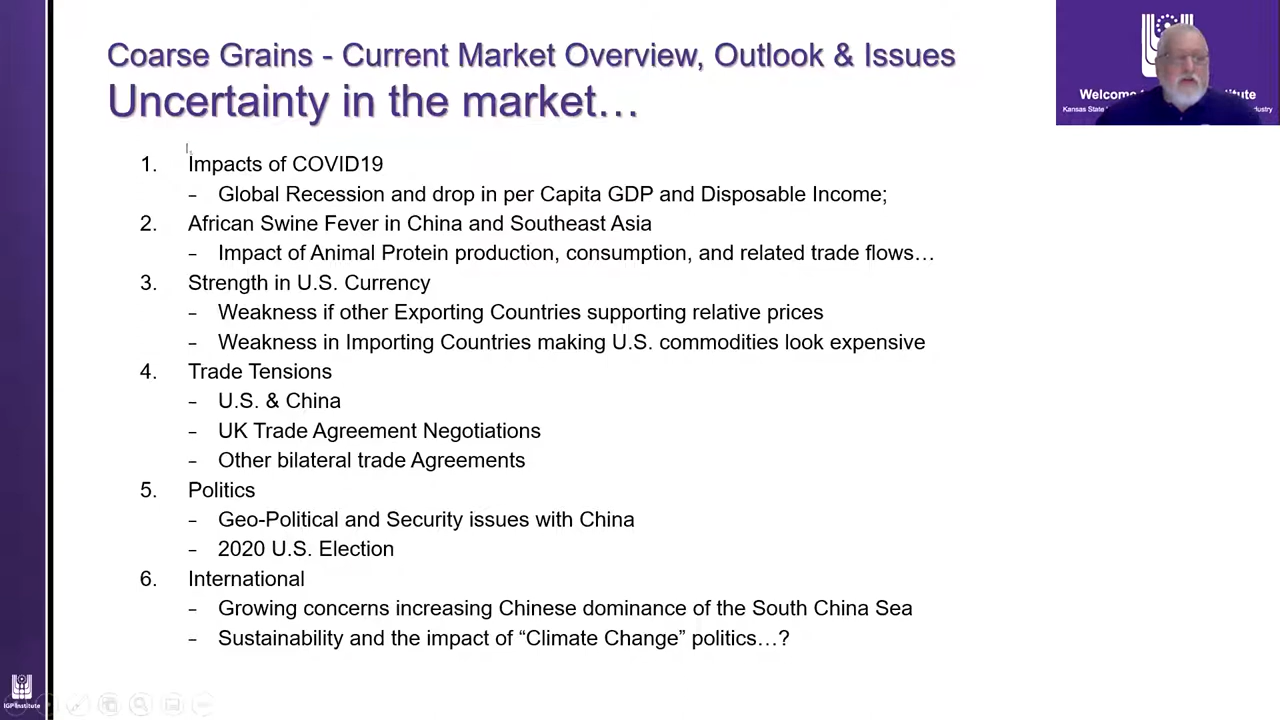 Coarse Grains - Current Market Overview, Outlook & Issues
Uncertainty in the market…
1. Impacts of COVID19
– Global Recession and drop in per Capita GDP and Disposable Income;
2. African Swine Fever in China and Southeast Asia
– Impact of Animal Protein production, consumption, and related trade flows…
3. Strength in U.S. Currency
– Weakness if other Exporting Countries supporting relative prices
– Weakness in Importing Countries making U.S. commodities look expensive
4. Trade Tensions
– U.S. & China
– UK Trade Agreement Negotiations
– Other bilateral trade Agreements
5. Politics
– Geo-Political and Security issues with China
– 2020 U.S. Election
6. International
– Growing concerns increasing Chinese dominance of the South China Sea
– Sustainability and the impact of “Climate Change” politics…?
Welcome
Kansas State
IGP Institute